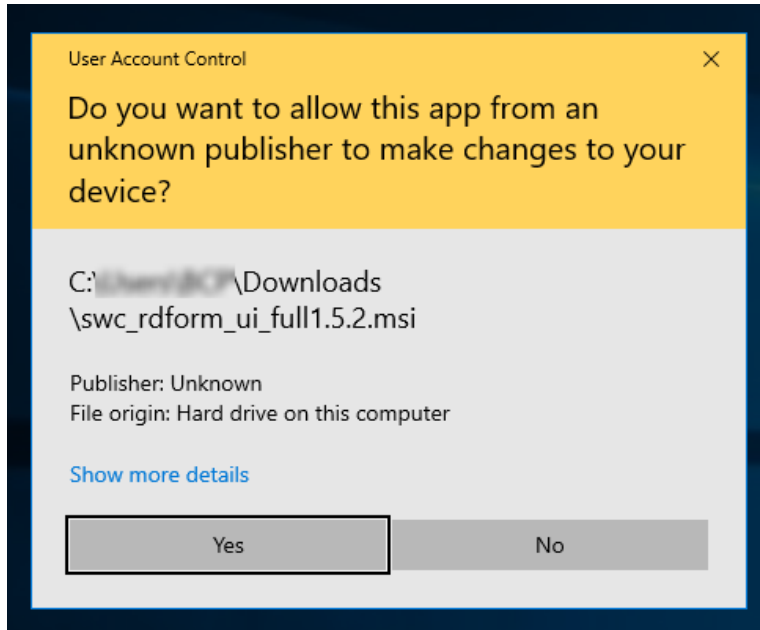 User Account Control
Do you want to allow this app from an
unknown publisher to make changes to your
device?
C:\ \Downloads
\swc_rdform_ui_full1.5.2.msi
Publisher: Unknown
File origin: Hard drive on this computer
Show more details
Yes
No